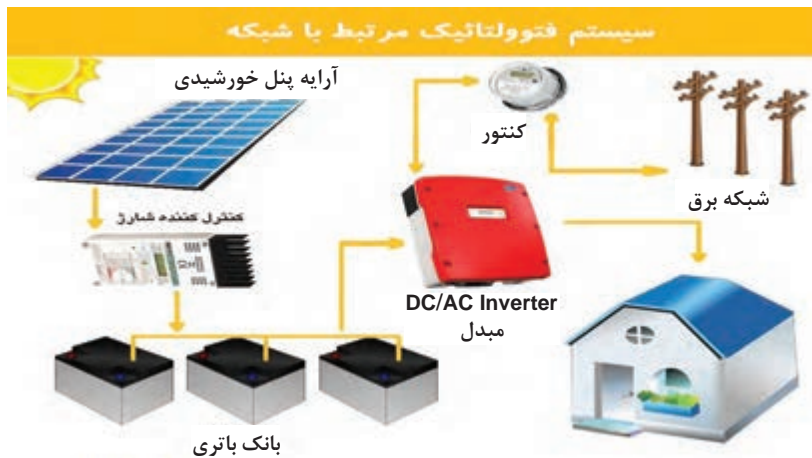 سیستم فتوولتائیک مرتبط با شبکه
آرایه پنل خورشیدی
کنتور
شبکه برق
کنترل کننده شارژ
DC/AC Inverter
مبدل
بانک باتری